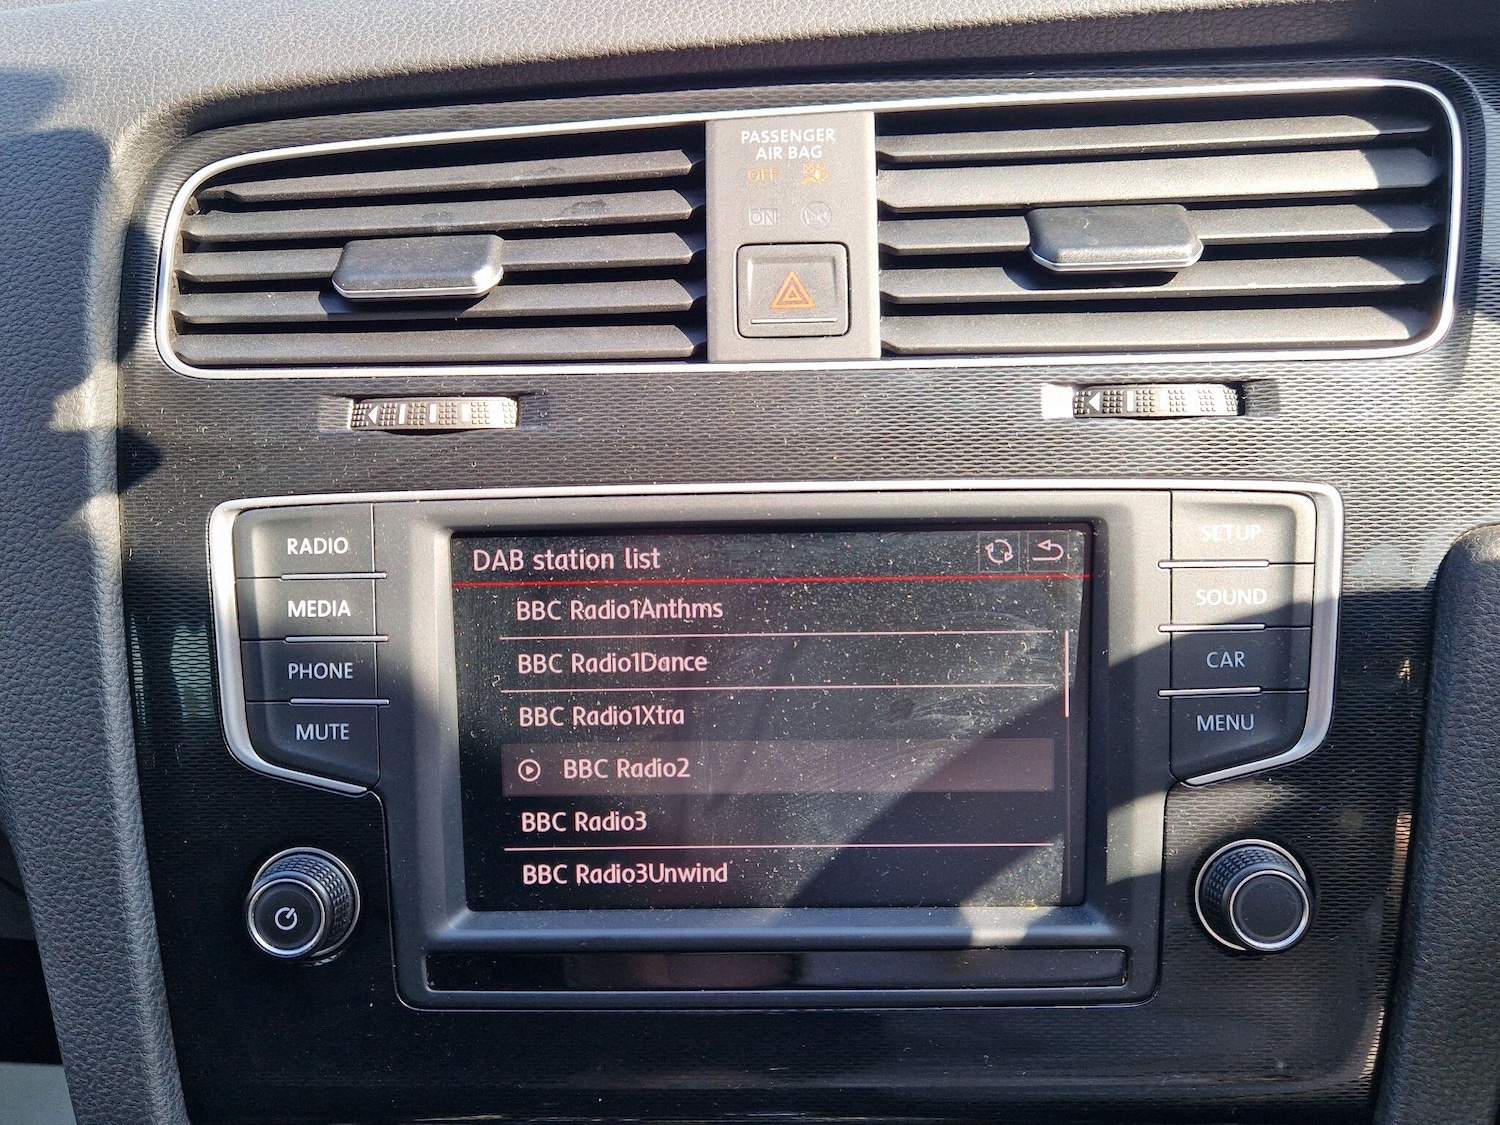 PASSENGER
AIR BAG
OFF
ON
RADIO
MEDIA
PHONE
MUTE
DAB station list
BBC Radio1Anthms
BBC Radio1Dance
BBC Radio1Xtra
BBC Radio2
BBC Radio3
BBC Radio3Unwind
SETUP
SOUND
CAR
MENU